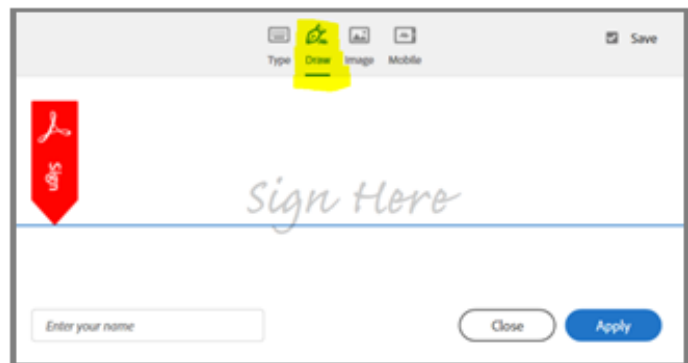 Save
Type Draw Image Mobile
Sign
Sign Here
Enter your name
Close Apply